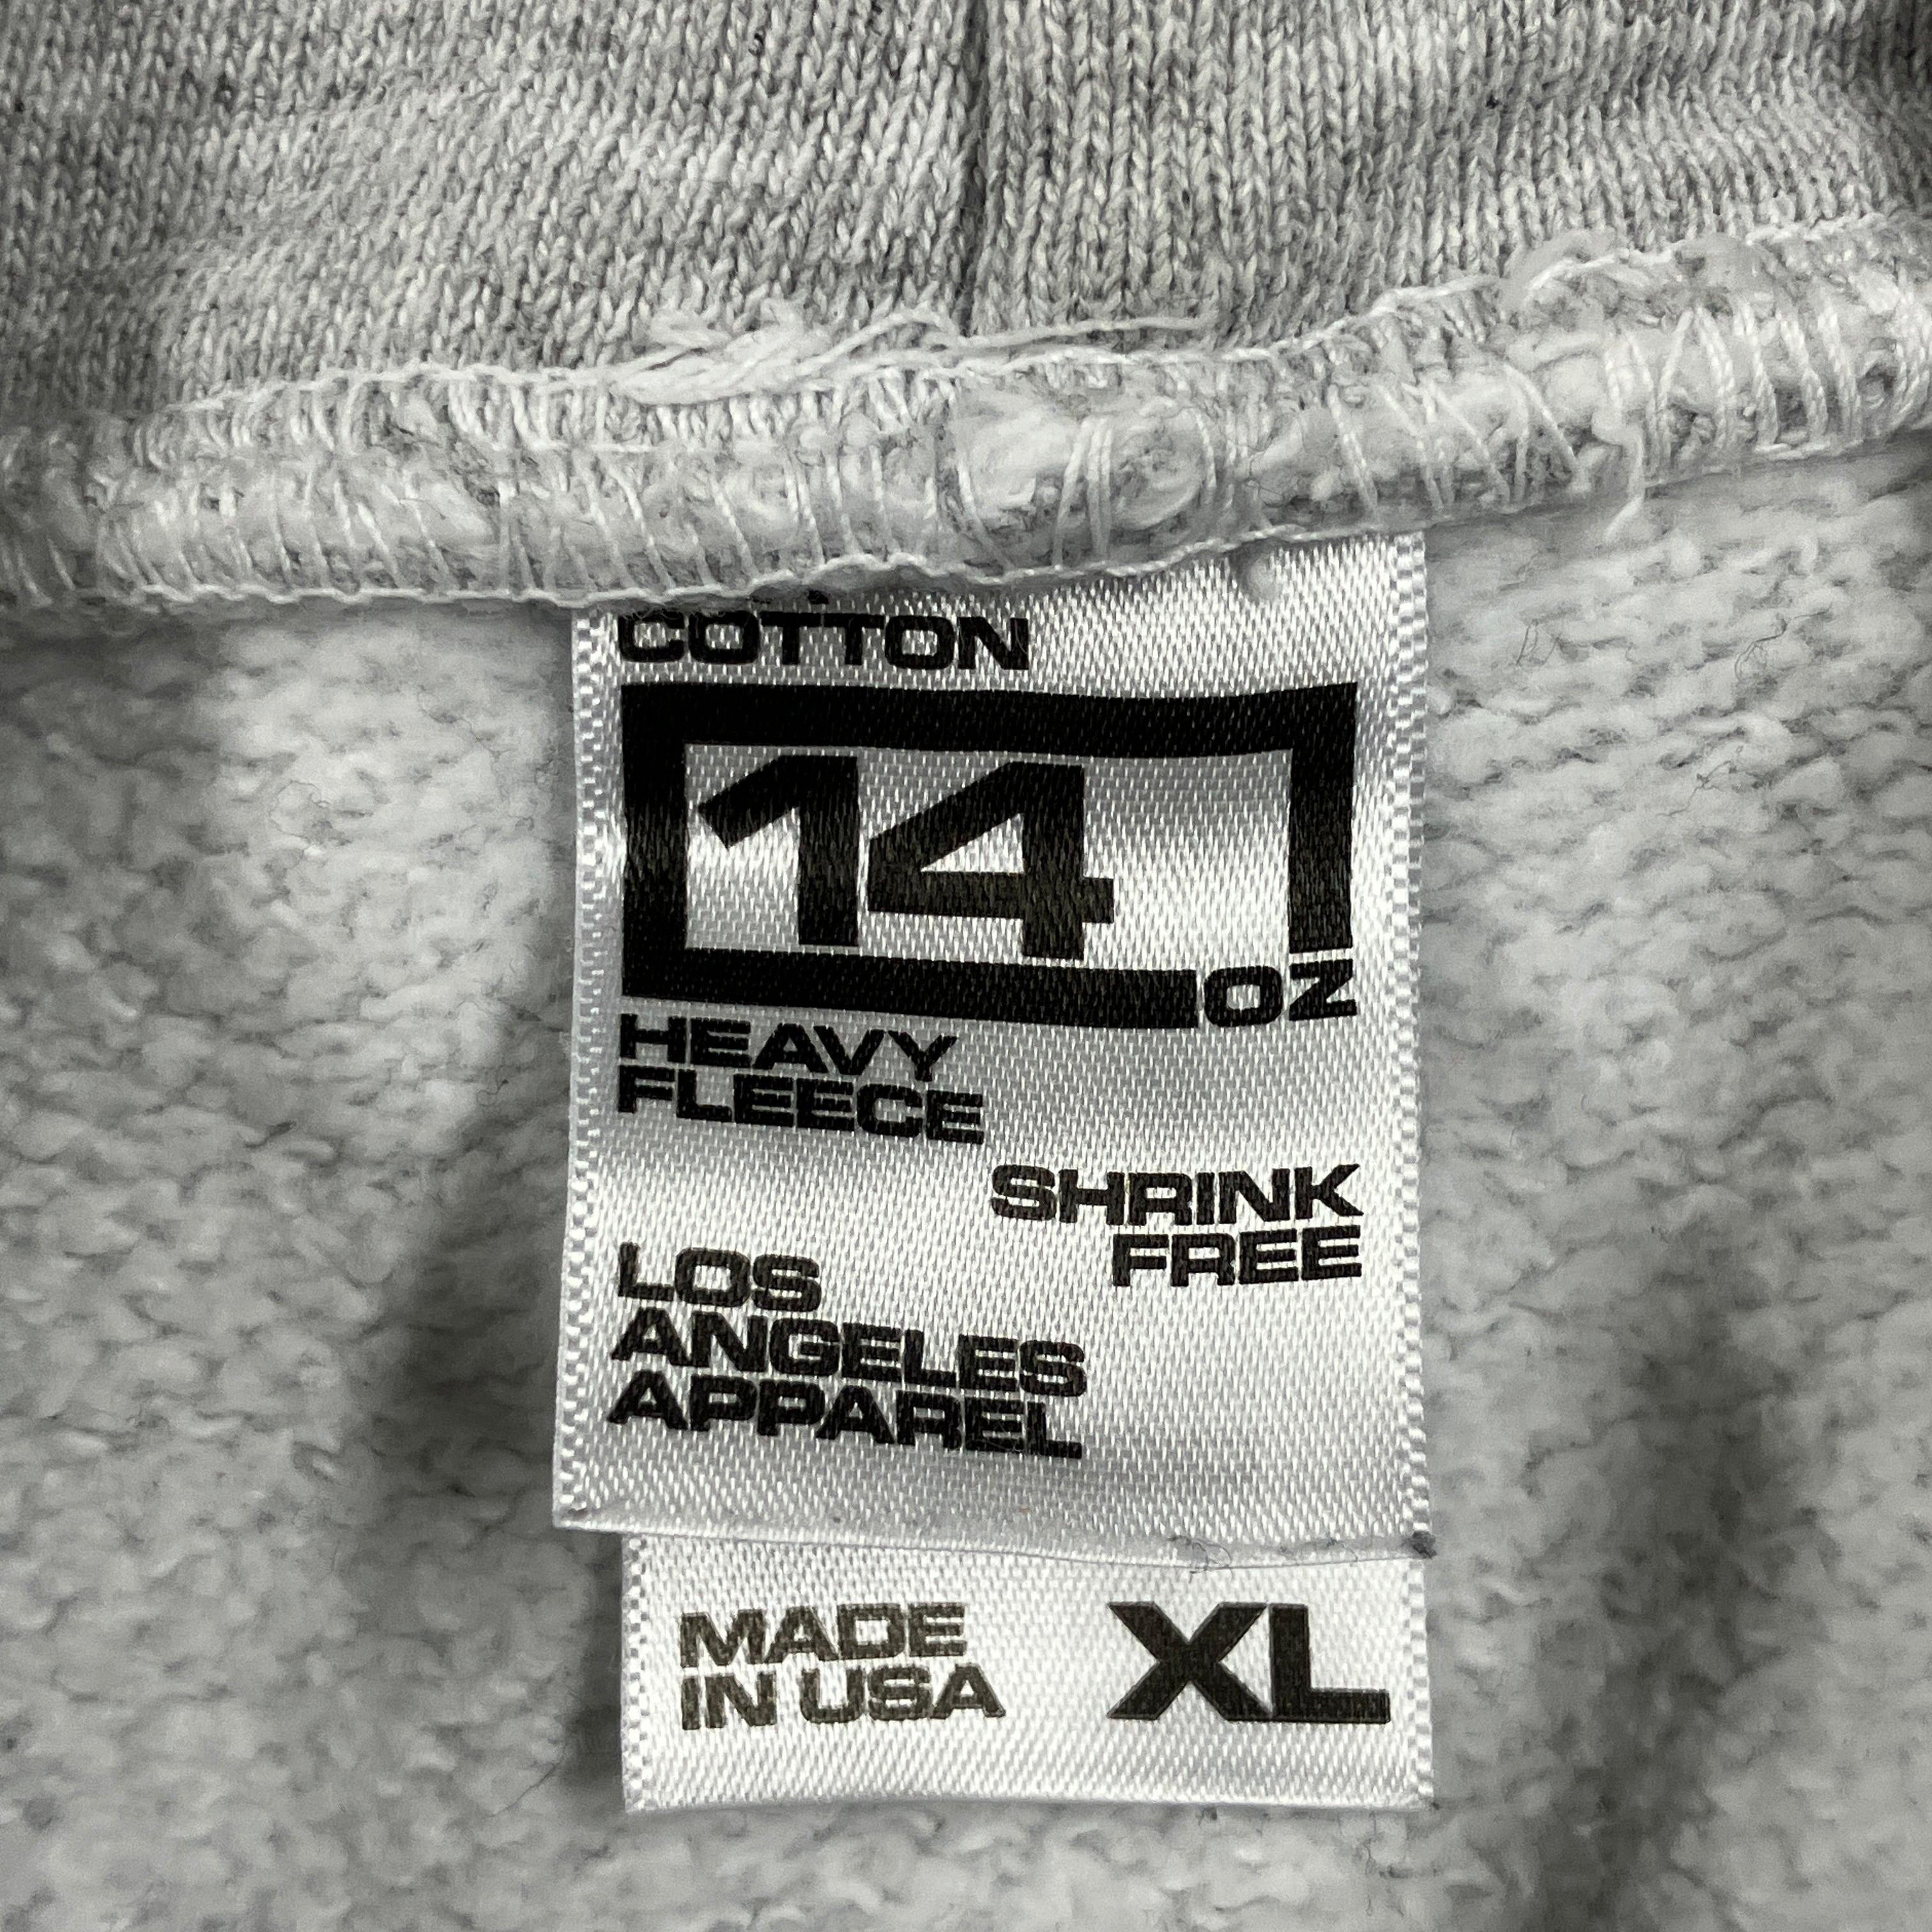 COTTON
14
OZ
HEAVY
FLEECE
SHRINK
FREE
LOS
ANGELES
APPAREL
MADE
IN USA
XL